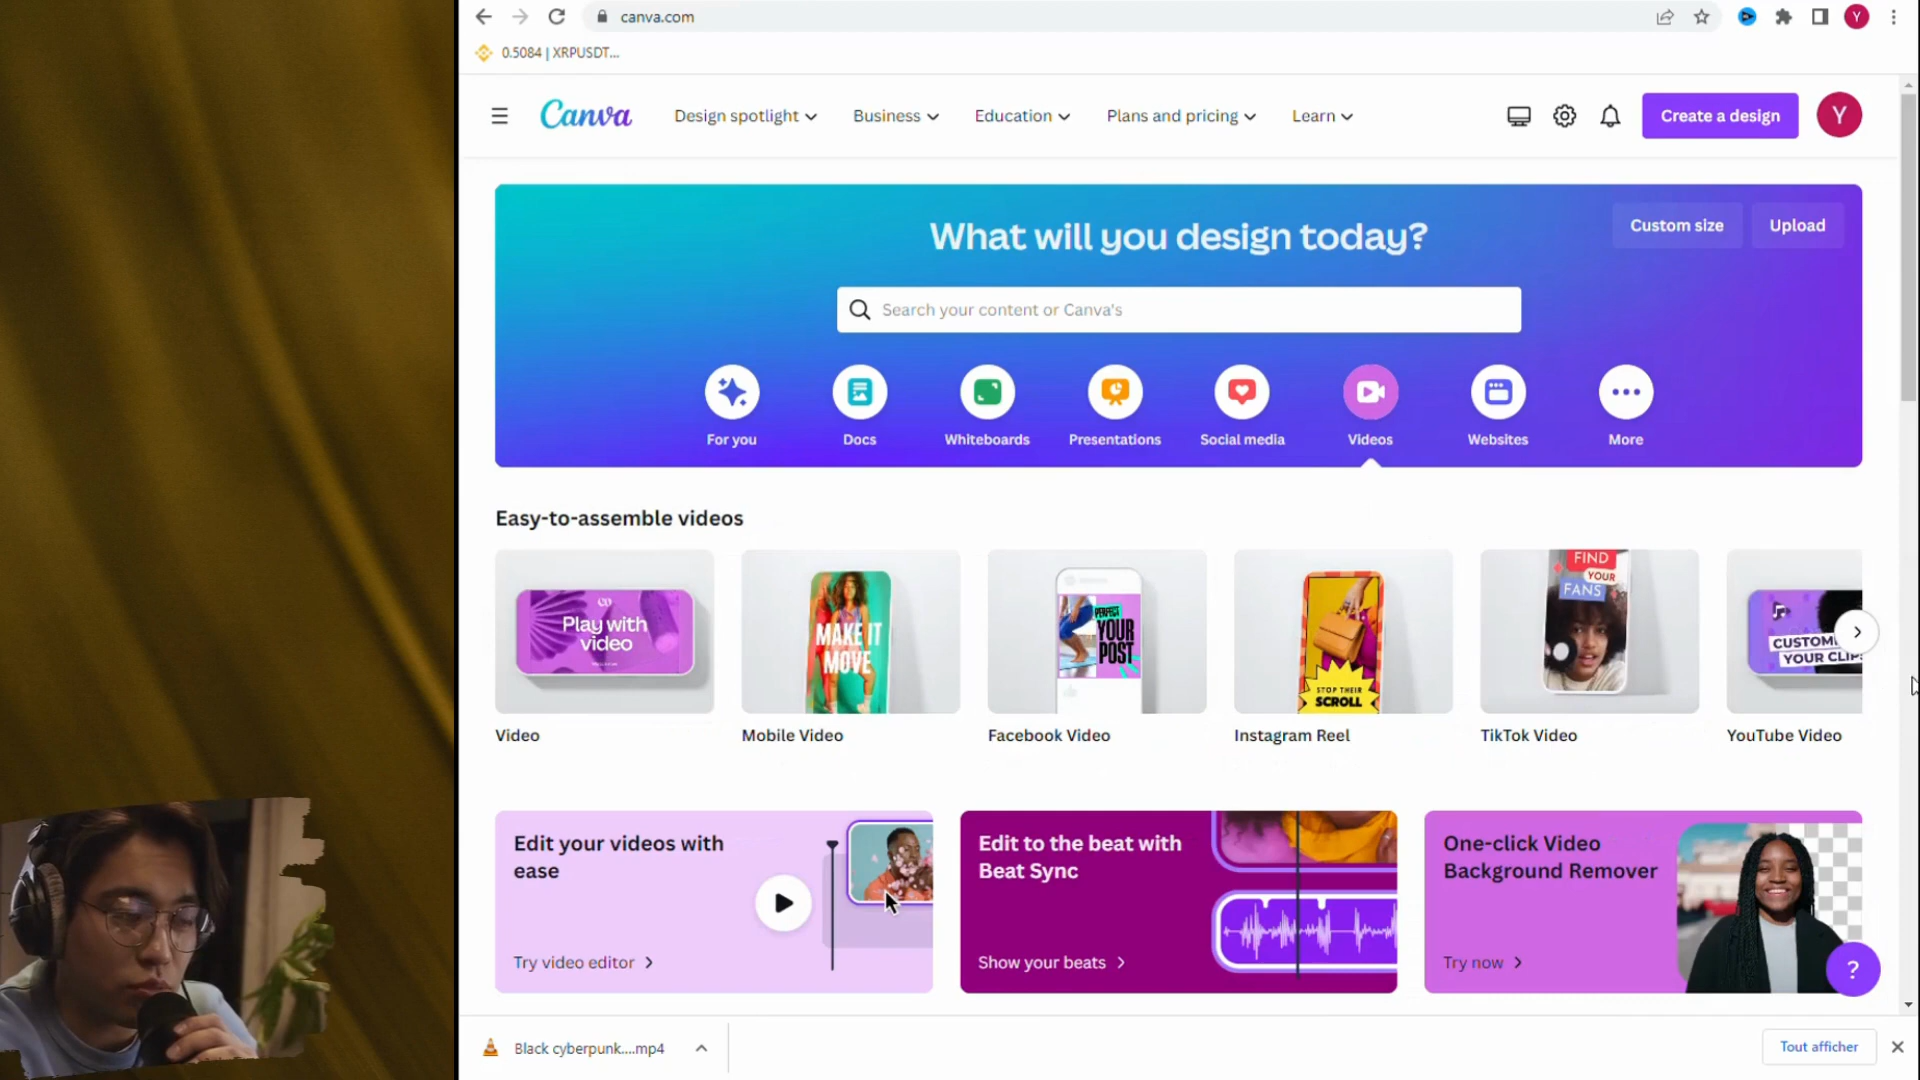 canva.com
0.5084 | XRPUSDT...
Canva
Design spotlight
Business
Education
Plans and pricing
Learn
Create a design
Y
Y
What will you design today?
Custom size
Upload
Search your content or Canva's
For you
Docs
Whiteboards
Presentations
Social media
Videos
Websites
More
Easy-to-assemble videos
Play with
video
MAKE IT
MOVE
PERFECT
YOUR
POST
STOP THEIR
SCROLL
FIND
YOUR
FANS
CUSTOM
YOUR CLIP
Video
Mobile Video
Facebook Video
Instagram Reel
TikTok Video
YouTube Video
Edit your videos with
ease
Try video editor
Edit to the beat with
Beat Sync
Show your beats
One-click Video
Background Remover
Try now
?
Black cyberpunk....mp4
Tout afficher